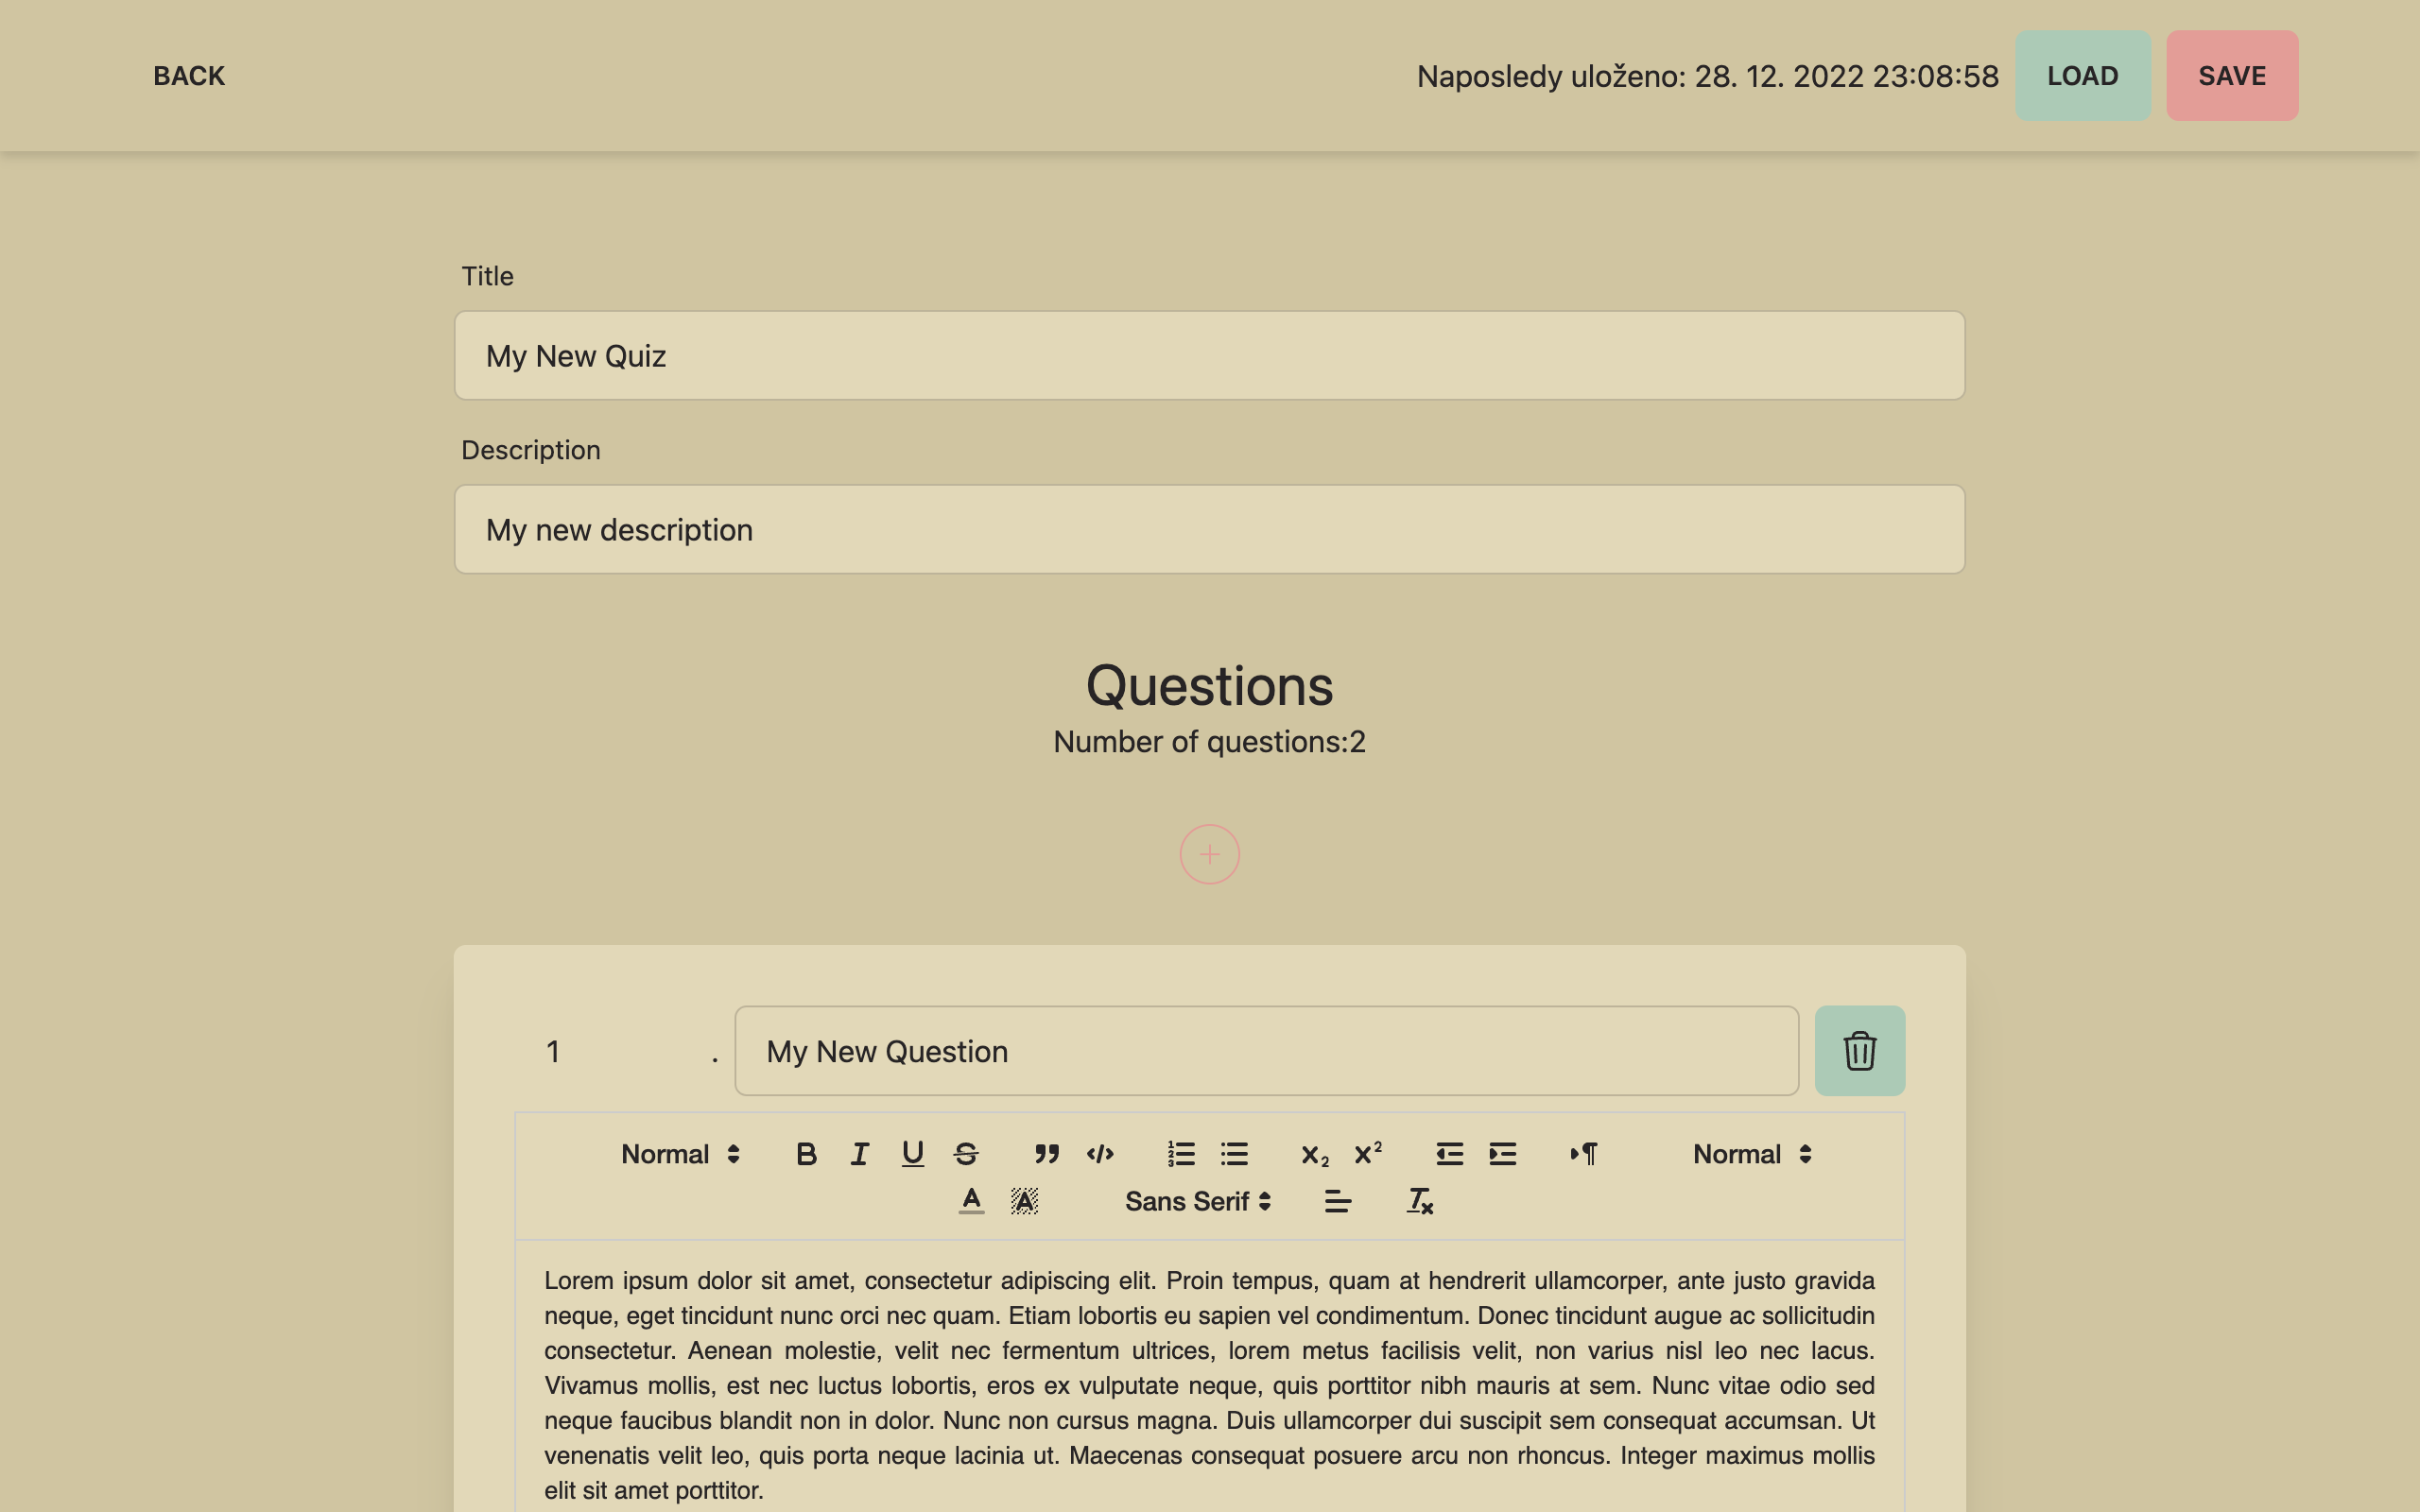 BACK
Naposledy uloženo: 28. 12. 2022 23:08:58
LOAD
SAVE
Title
My New Quiz
Description
My new description
Questions
Number of questions:2
1 . My New Question
Normal
Normal
Sans Serif
Lorem ipsum dolor sit amet, consectetur adipiscing elit. Proin tempus, quam at hendrerit ullamcorper, ante justo gravida
neque, eget tincidunt nunc orci nec quam. Etiam lobortis eu sapien vel condimentum. Donec tincidunt augue ac sollicitudin
consectetur. Aenean molestie, velit nec fermentum ultrices, lorem metus facilisis velit, non varius nisl leo nec lacus.
Vivamus mollis, est nec luctus lobortis, eros ex vulputate neque, quis porttitor nibh mauris at sem. Nunc vitae odio sed
neque faucibus blandit non in dolor. Nunc non cursus magna. Duis ullamcorper dui suscipit sem consequat accumsan. Ut
venenatis velit leo, quis porta neque lacinia ut. Maecenas consequat posuere arcu non rhoncus. Integer maximus mollis
elit sit amet porttitor.